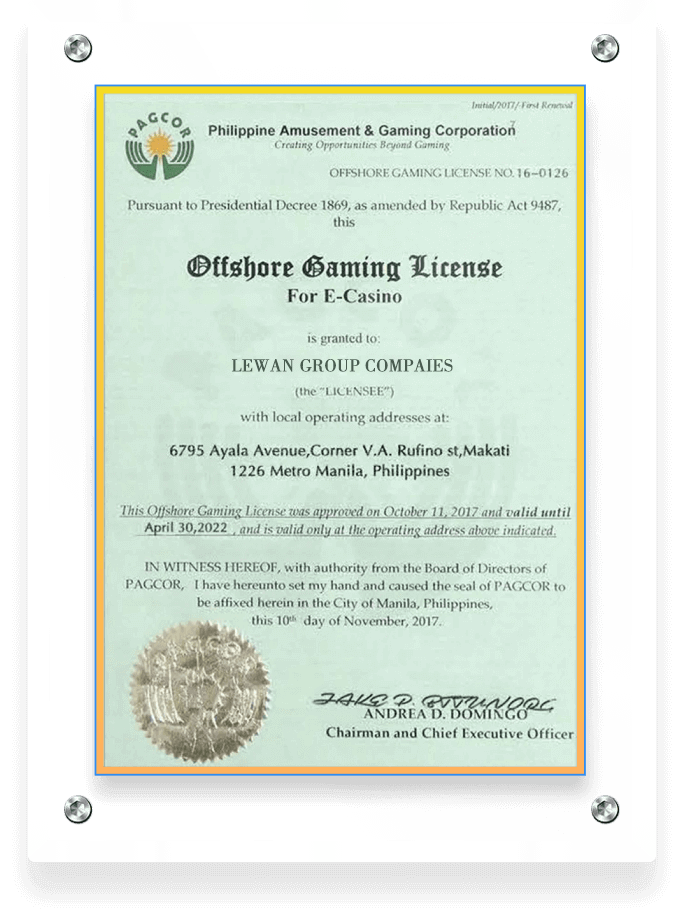 Initial/2017/ First Renewal
PAGCOR
Philippine Amusement & Gaming Corporation
Creating Opportunities Beyond Gaming
OFFSHORE GAMING LICENSE NO. 16-0126
Pursuant to Presidential Decree 1869, as amended by Republic Act 9487,
this
Offshore Gaming License
For E-Casino
is granted to:
LEWAN GROUP COMPAIES
(the "LICENSEE")
with local operating addresses at:
6795 Ayala Avenue,Corner V.A. Rufino st,Makati
1226 Metro Manila, Philippines
This Offshore Gaming License was approved on October 11, 2017 and valid until
April 30,2022 , and is valid only at the operating address above indicated.
IN WITNESS HEREOF, with authority from the Board of Directors of
PAGCOR, I have hereunto set my hand and caused the seal of PAGCOR to
be affixed herein in the City of Manila, Philippines,
this 10th day of November, 2017.
PAGCOR
ANDREA D. DOMINGO
Chairman and Chief Executive Officer